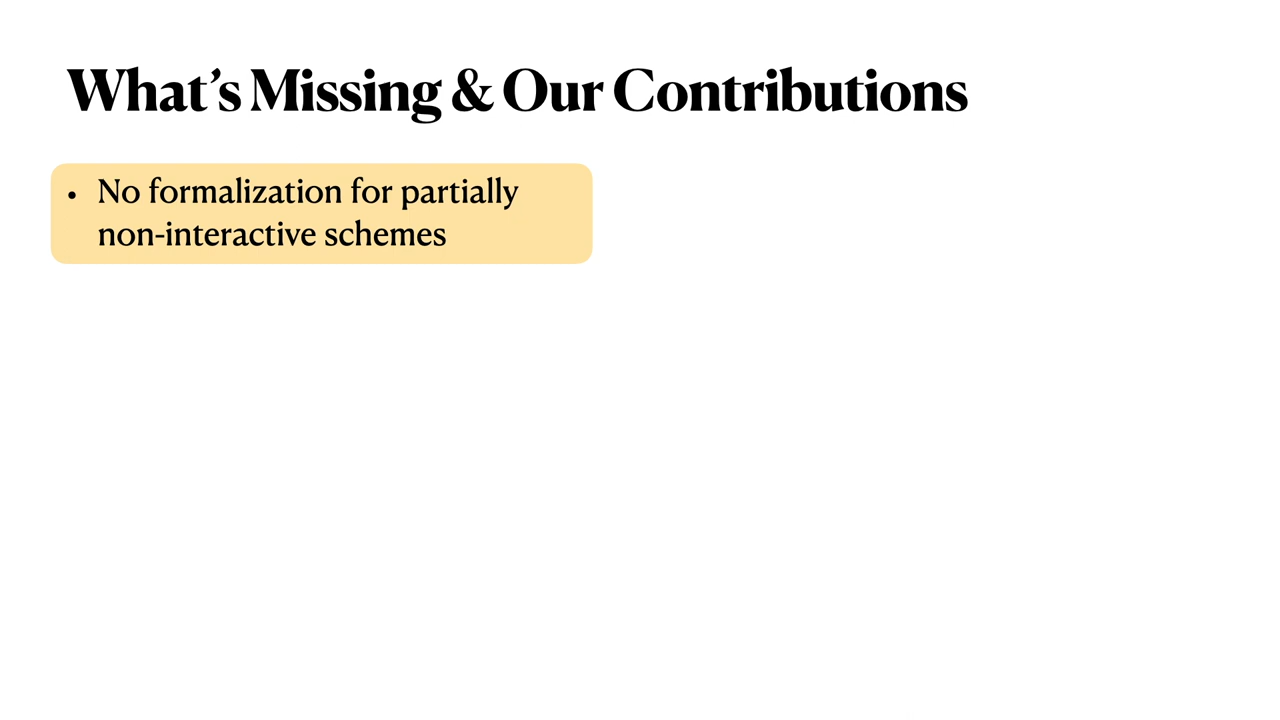 What’s Missing & Our Contributions
• No formalization for partially
non-interactive schemes